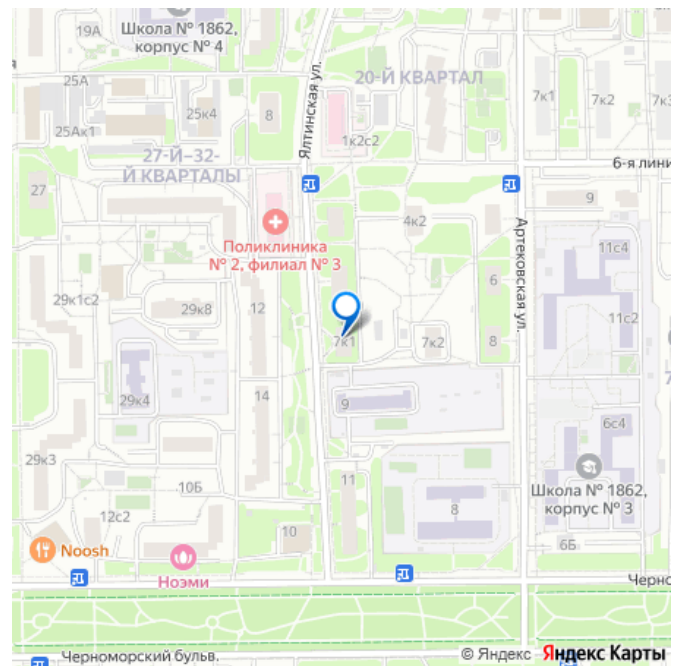 19А
Школа № 1862,
корпус № 4
25А
25к4
25Ак1
8
Ялтинская ул.
20-Й КВАРТАЛ
1к2с2
7к1
7к2
6-я лини
27-Й–32-
Й КВАРТАЛЫ
27
9
Поликлиника
№ 2, филиал № 3
4к2
Артековская ул.
11с4
29к1с2
29к8
12
6
11с2
7к1
7к2
8
29к4
14
9
6с4
29к3
10Б
11
8
Школа № 1862,
корпус № 3
12с2
10
6Б
Noosh
Ноэми
Черно
Черноморский бульв.
© Яндекс Яндекс Карты